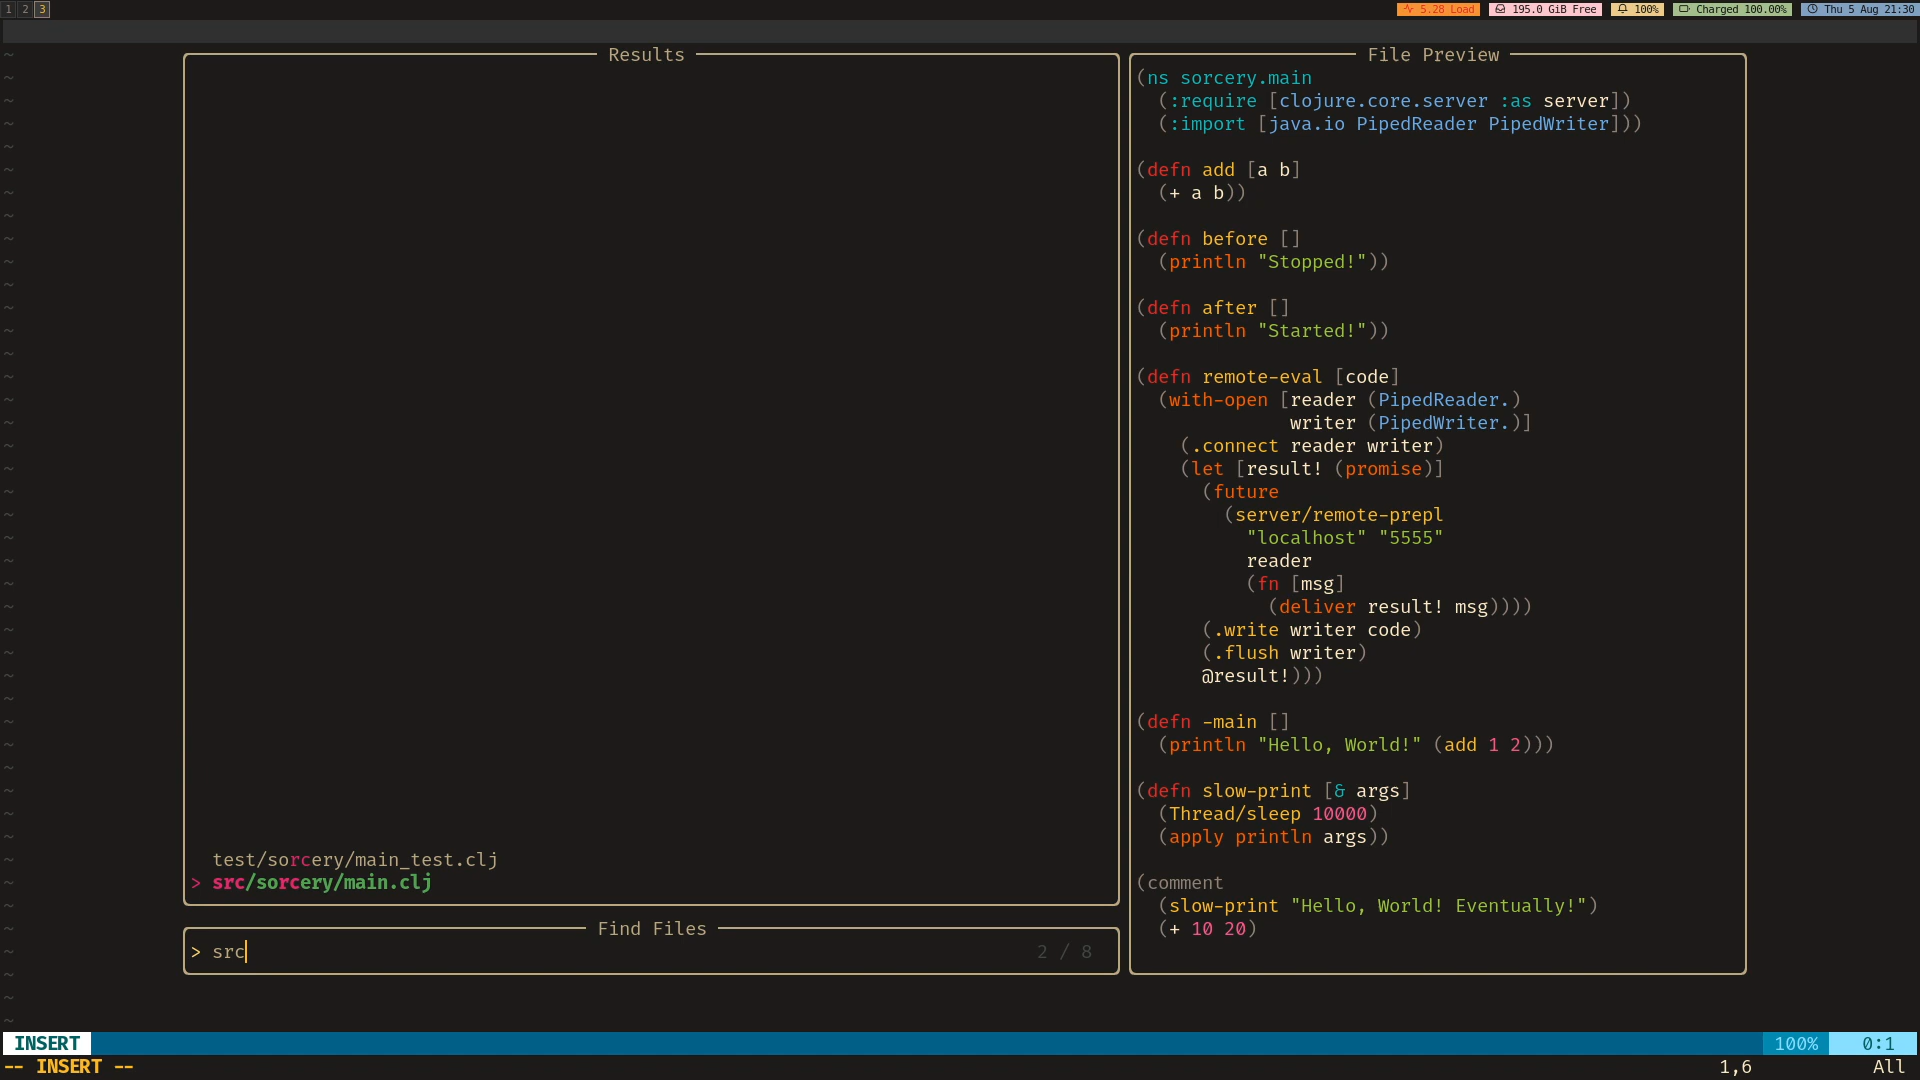 1 2 3
5.28 Load 195.0 GiB Free 100% Charged 100.00% Thu 5 Aug 21:30
Results
test/sorcery/main_test.clj
> src/sorcery/main.clj
Find Files
> src 2 / 8
File Preview
(ns sorcery.main
  (:require [clojure.core.server :as server])
  (:import [java.io PipedReader PipedWriter]))

(defn add [a b]
  (+ a b))

(defn before []
  (println "Stopped!"))

(defn after []
  (println "Started!"))

(defn remote-eval [code]
  (with-open [reader (PipedReader.)
              writer (PipedWriter.)]
    (.connect reader writer)
    (let [result! (promise)]
      (future
        (server/remote-prepl
          "localhost" "5555"
          reader
          (fn [msg]
            (deliver result! msg))))
      (.write writer code)
      (.flush writer)
      @result!)))

(defn -main []
  (println "Hello, World!" (add 1 2)))

(defn slow-print [& args]
  (Thread/sleep 10000)
  (apply println args))

(comment
  (slow-print "Hello, World! Eventually!")
  (+ 10 20)
INSERT 100% 0:1
-- INSERT -- 1,6 All